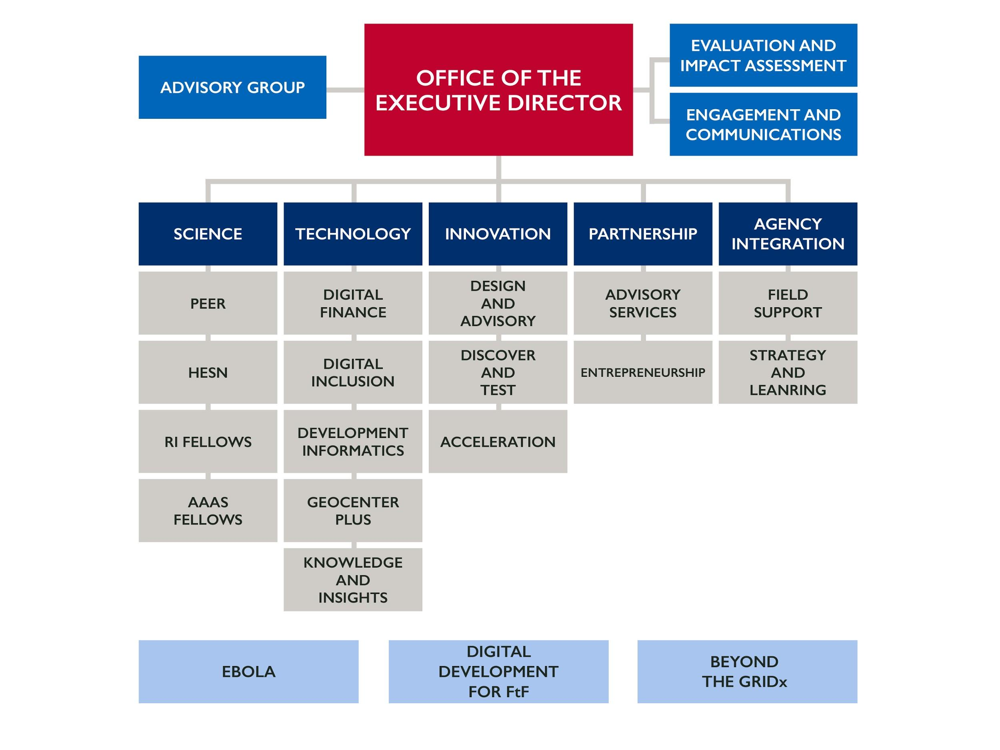 ADVISORY GROUP
OFFICE OF THE
EXECUTIVE DIRECTOR
EVALUATION AND
IMPACT ASSESSMENT
ENGAGEMENT AND
COMMUNICATIONS
SCIENCE
TECHNOLOGY
INNOVATION
PARTNERSHIP
AGENCY
INTEGRATION
PEER
DIGITAL
FINANCE
DESIGN
AND
ADVISORY
ADVISORY
SERVICES
FIELD
SUPPORT
HESN
DIGITAL
INCLUSION
DISCOVER
AND
TEST
ENTREPRENEURSHIP
STRATEGY
AND
LEANRING
RI FELLOWS
DEVELOPMENT
INFORMATICS
ACCELERATION
AAAS
FELLOWS
GEOCENTER
PLUS
KNOWLEDGE
AND
INSIGHTS
EBOLA
DIGITAL
DEVELOPMENT
FOR FtF
BEYOND
THE GRIDx